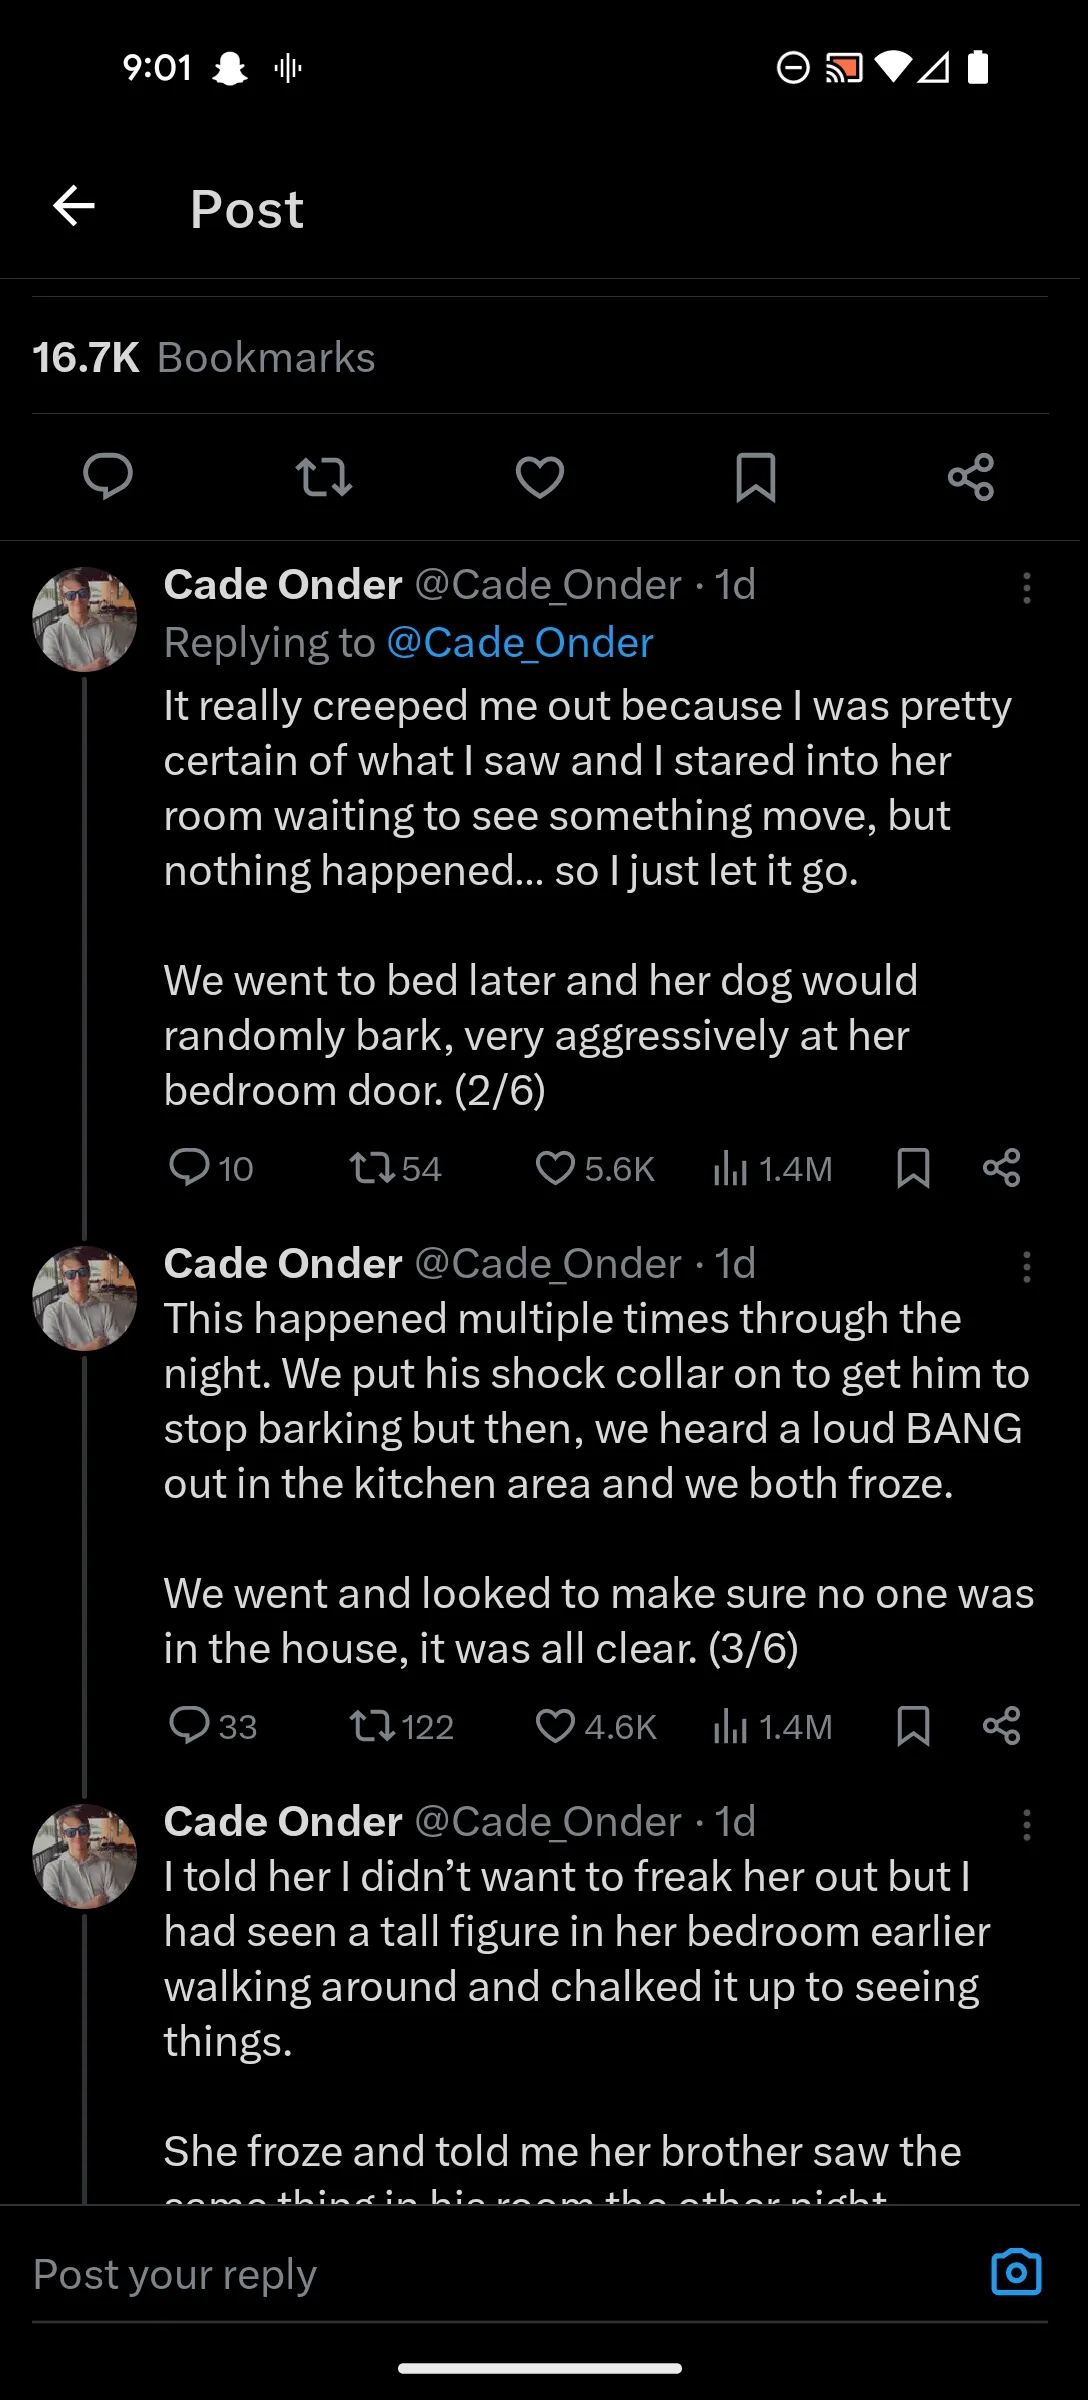 9:01
Post
16.7K Bookmarks
Cade Onder @Cade_Onder · 1d
Replying to @Cade_Onder
It really creeped me out because I was pretty
certain of what I saw and I stared into her
room waiting to see something move, but
nothing happened... so I just let it go.
We went to bed later and her dog would
randomly bark, very aggressively at her
bedroom door. (2/6)
10 54 5.6K 1.4M
Cade Onder @Cade_Onder · 1d
This happened multiple times through the
night. We put his shock collar on to get him to
stop barking but then, we heard a loud BANG
out in the kitchen area and we both froze.
We went and looked to make sure no one was
in the house, it was all clear. (3/6)
33 122 4.6K 1.4M
Cade Onder @Cade_Onder · 1d
I told her I didn’t want to freak her out but I
had seen a tall figure in her bedroom earlier
walking around and chalked it up to seeing
things.
She froze and told me her brother saw the
same thing in his room the other night
Post your reply